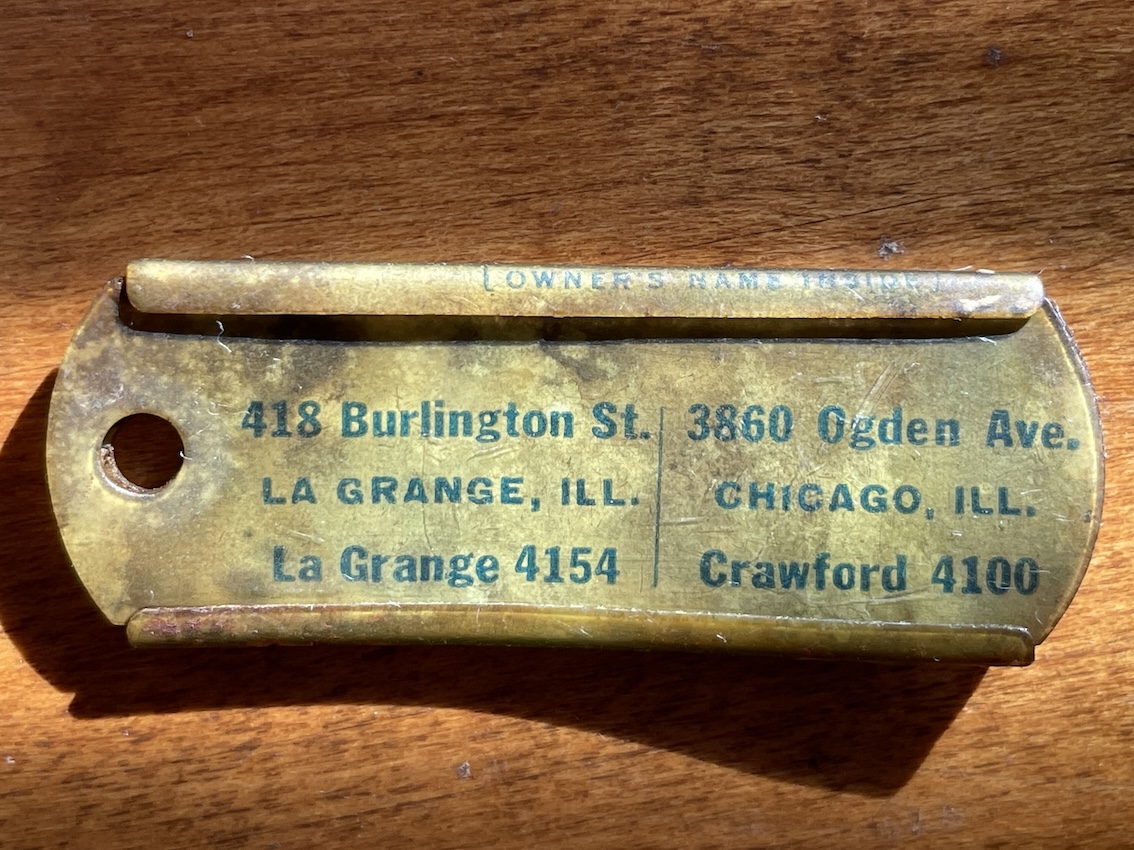 (OWNER'S NAME INSIDE)
418 Burlington St.
LA GRANGE, ILL.
La Grange 4154
3860 Ogden Ave.
CHICAGO, ILL.
Crawford 4100